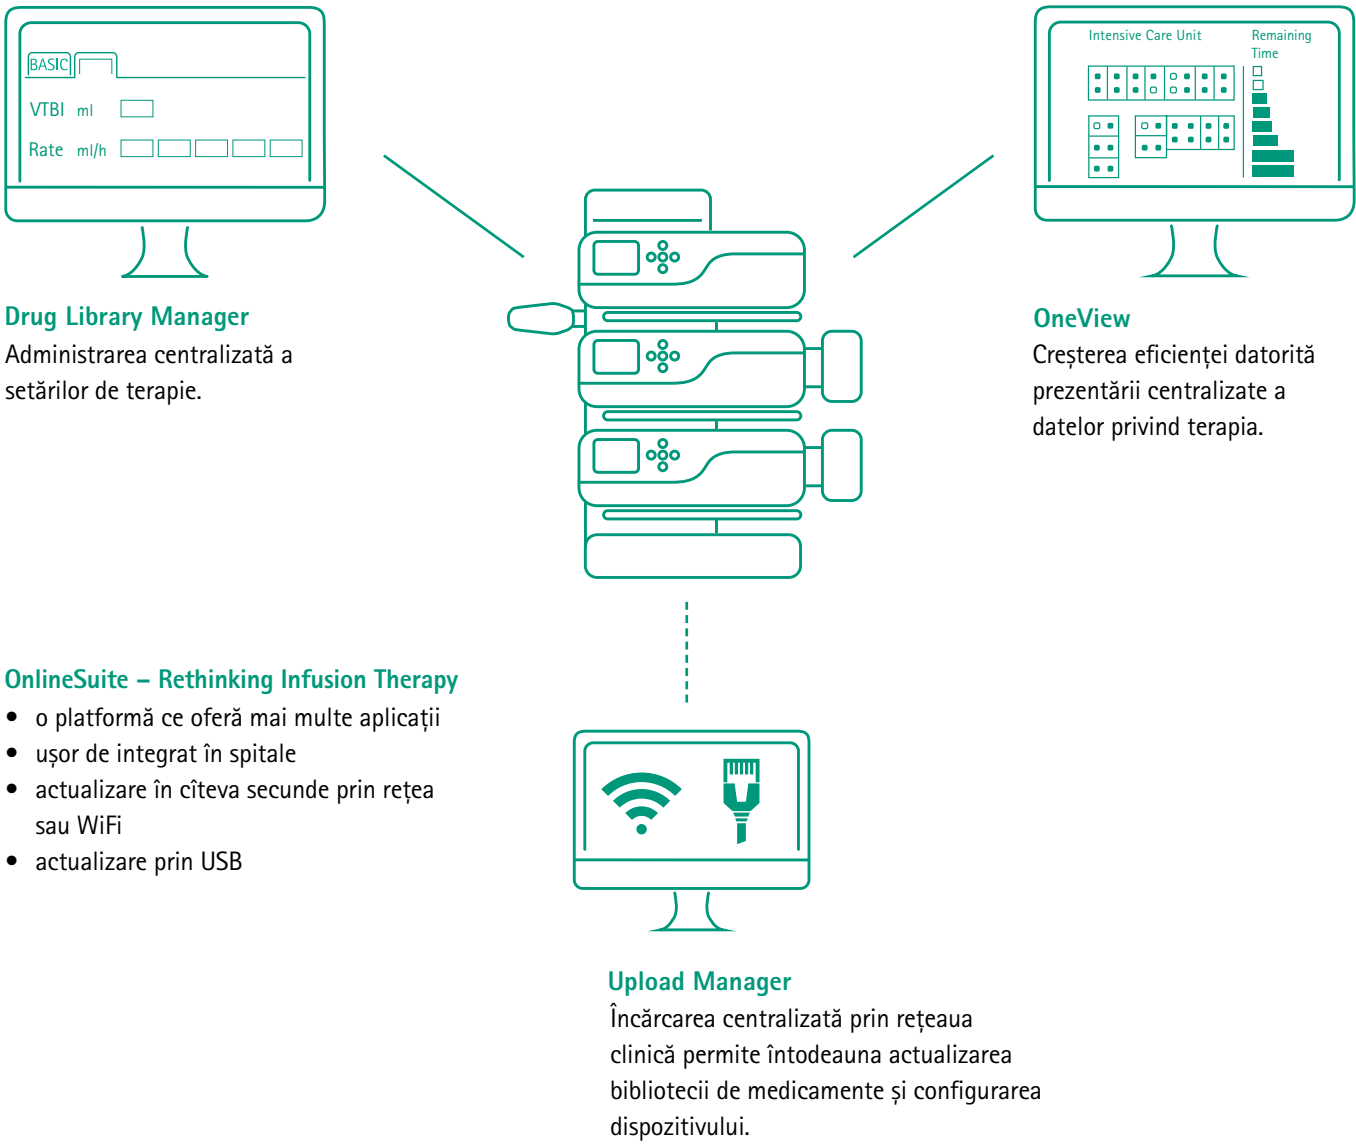 BASIC
VTBI ml
Rate ml/h
Intensive Care Unit
Remaining
Time
Drug Library Manager
Administrarea centralizată a
setărilor de terapie.
OneView
Creșterea eficienței datorită
prezentării centralizate a
datelor privind terapia.
OnlineSuite – Rethinking Infusion Therapy
• o platformă ce oferă mai multe aplicații
• ușor de integrat în spitale
• actualizare în cîteva secunde prin rețea
sau WiFi
• actualizare prin USB
Upload Manager
Încărcarea centralizată prin rețeaua
clinică permite întodeauna actualizarea
bibliotecii de medicamente și configurarea
dispozitivului.